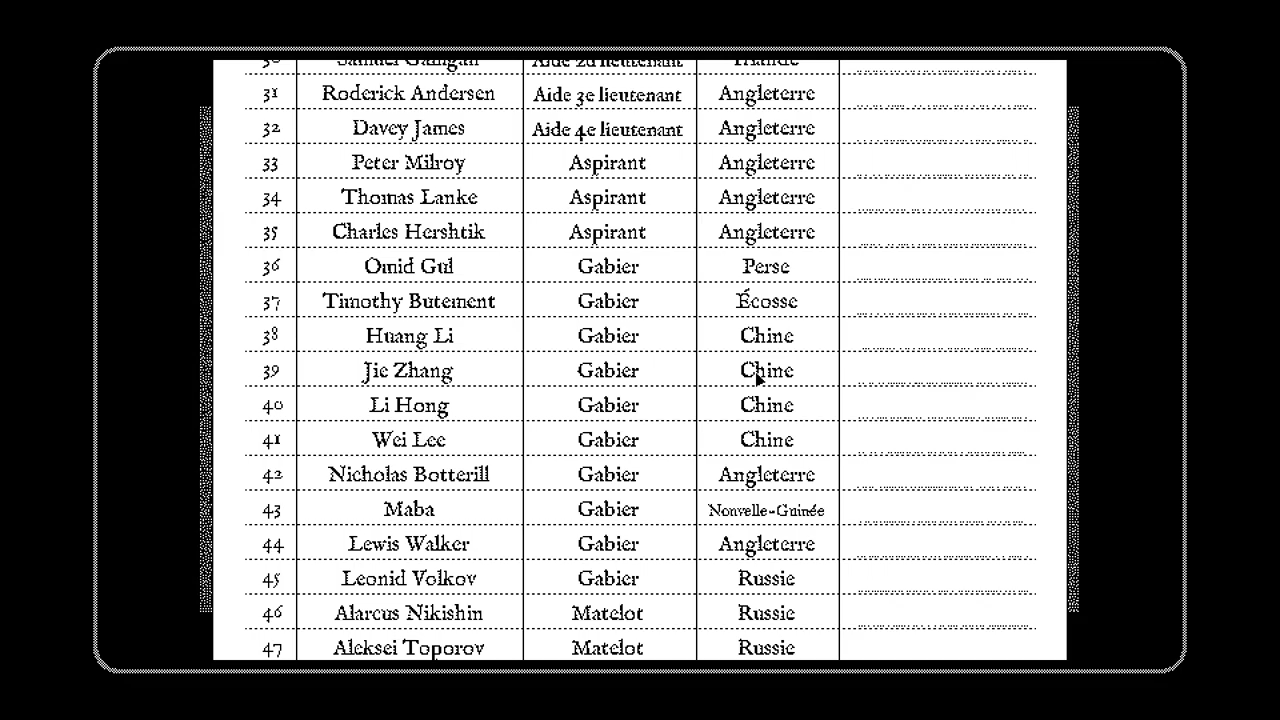 30 Samuel Galligan Aide 2d lieutenant Irlande
31 Roderick Andersen Aide 3e lieutenant Angleterre
32 Davey James Aide 4e lieutenant Angleterre
33 Peter Milroy Aspirant Angleterre
34 Thomas Lanke Aspirant Angleterre
35 Charles Hershtik Aspirant Angleterre
36 Omid Gul Gabier Perse
37 Timothy Butement Gabier Écosse
38 Huang Li Gabier Chine
39 Jie Zhang Gabier Chine
40 Li Hong Gabier Chine
41 Wei Lee Gabier Chine
42 Nicholas Botterill Gabier Angleterre
43 Maba Gabier Nouvelle-Guinée
44 Lewis Walker Gabier Angleterre
45 Leonid Volkov Gabier Russie
46 Alarcus Nikishin Matelot Russie
47 Aleksei Toporov Matelot Russie